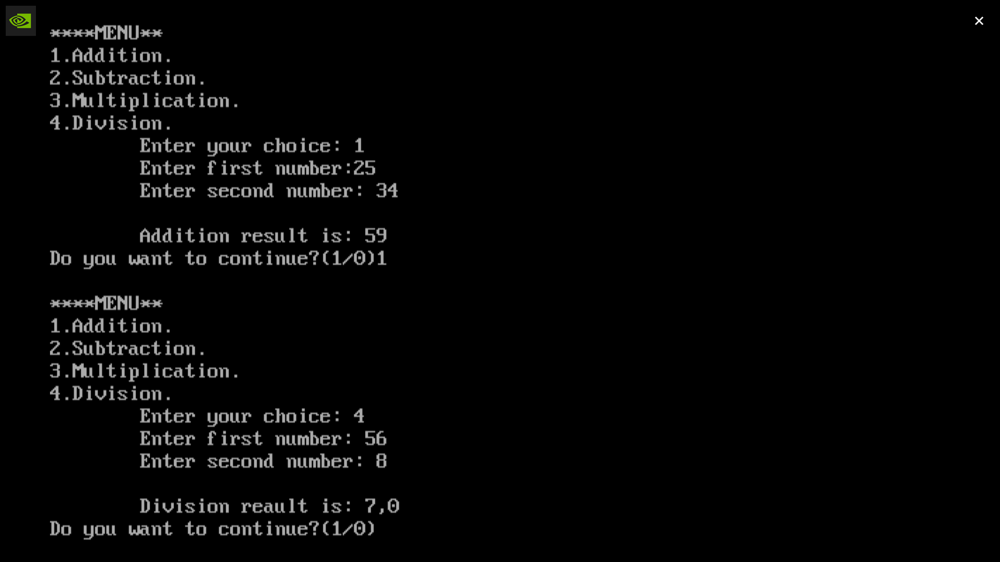 ****MENU**
1.Addition.
2.Subtraction.
3.Multiplication.
4.Division.
Enter your choice: 1
Enter first number:25
Enter second number: 34
Addition result is: 59
Do you want to continue?(1/0)1
****MENU**
1.Addition.
2.Subtraction.
3.Multiplication.
4.Division.
Enter your choice: 4
Enter first number: 56
Enter second number: 8
Division reault is: 7,0
Do you want to continue?(1/0)